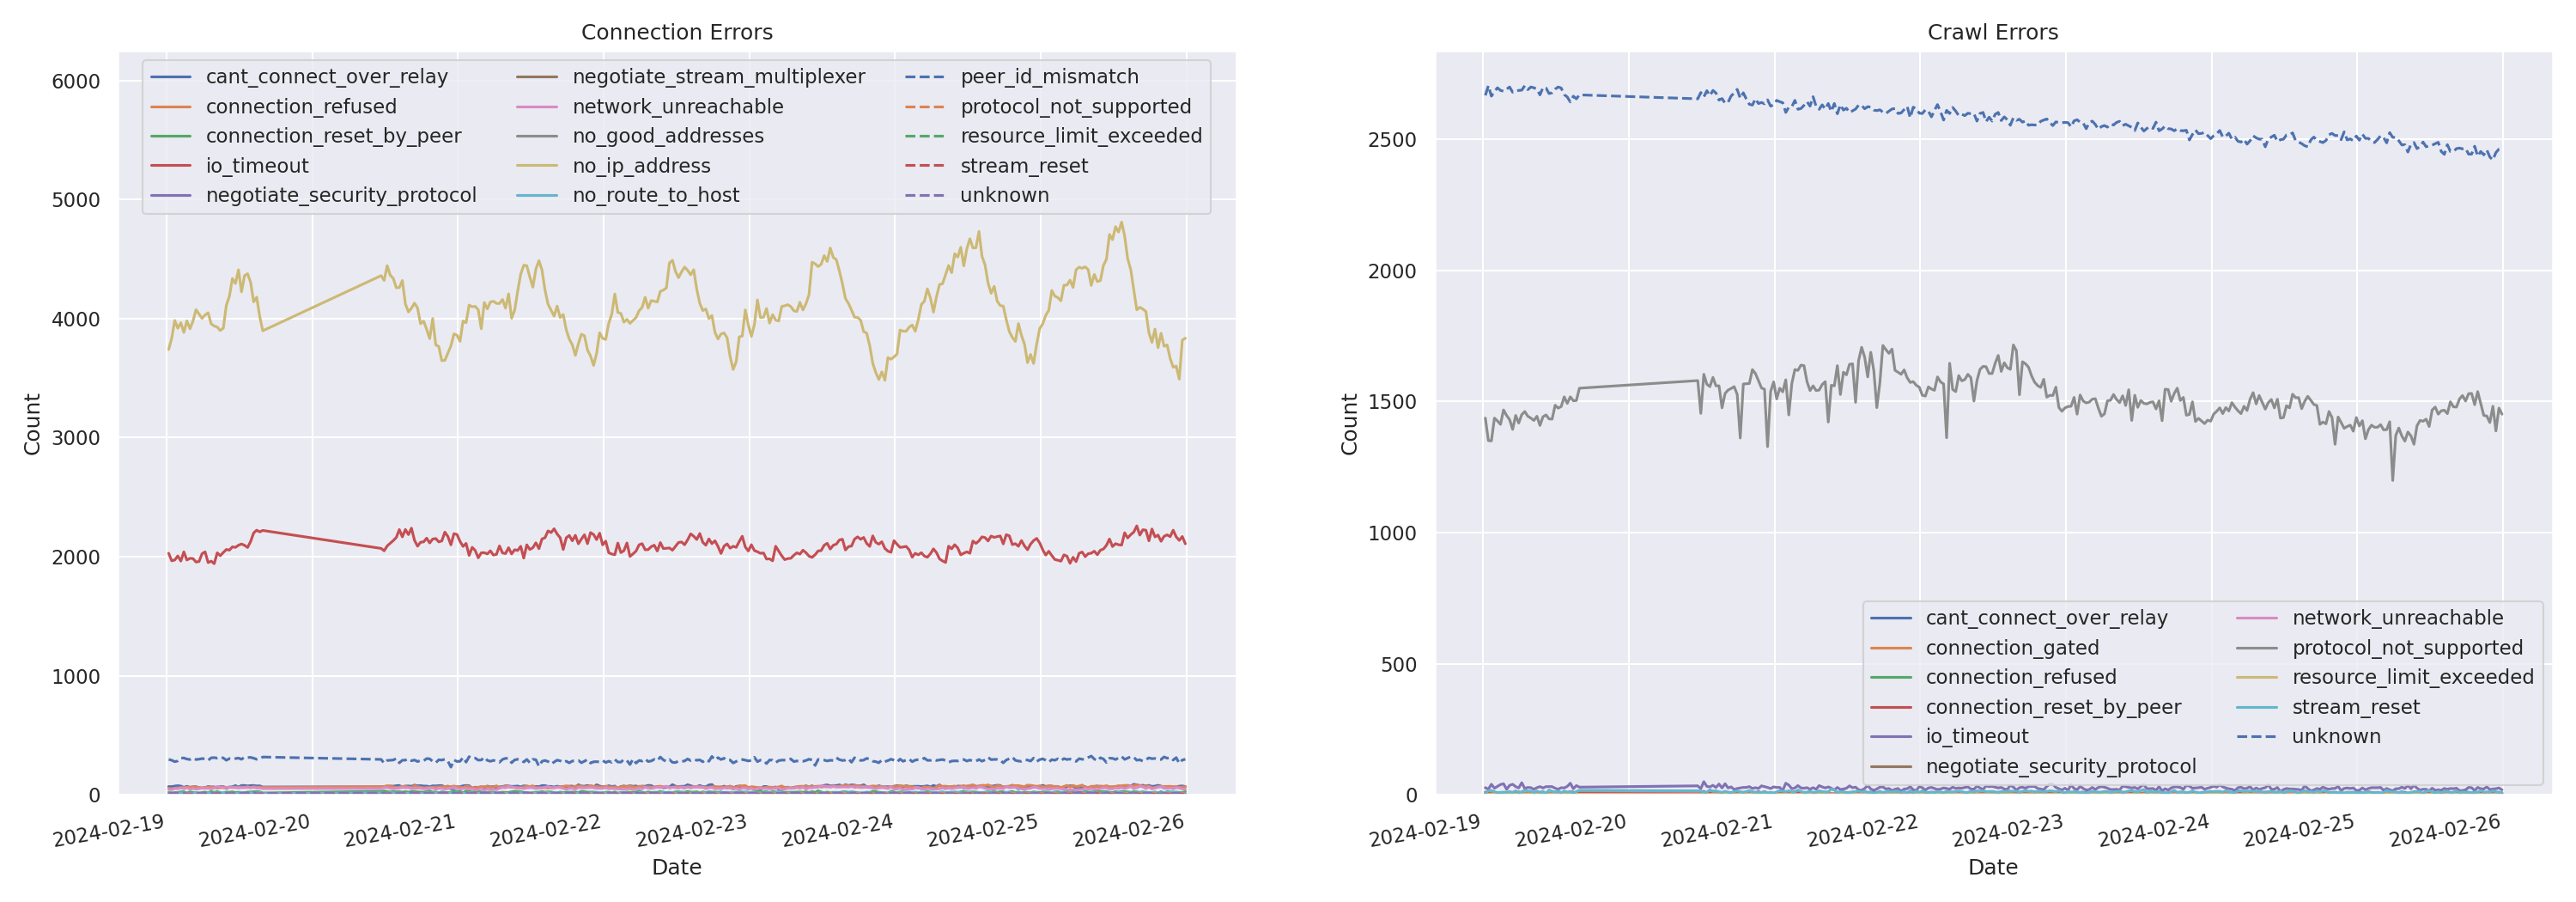 Connection Errors
6000
5000
4000
3000
2000
1000
0
Count
cant_connect_over_relay
connection_refused
connection_reset_by_peer
io_timeout
negotiate_security_protocol
negotiate_stream_multiplexer
network_unreachable
no_good_addresses
no_ip_address
no_route_to_host
peer_id_mismatch
protocol_not_supported
resource_limit_exceeded
stream_reset
unknown
2024-02-19
2024-02-20
2024-02-21
2024-02-22
2024-02-23
2024-02-24
2024-02-25
2024-02-26
Date
Crawl Errors
2500
2000
1500
1000
500
0
Count
cant_connect_over_relay
connection_gated
connection_refused
connection_reset_by_peer
io_timeout
negotiate_security_protocol
network_unreachable
protocol_not_supported
resource_limit_exceeded
stream_reset
unknown
2024-02-19
2024-02-20
2024-02-21
2024-02-22
2024-02-23
2024-02-24
2024-02-25
2024-02-26
Date